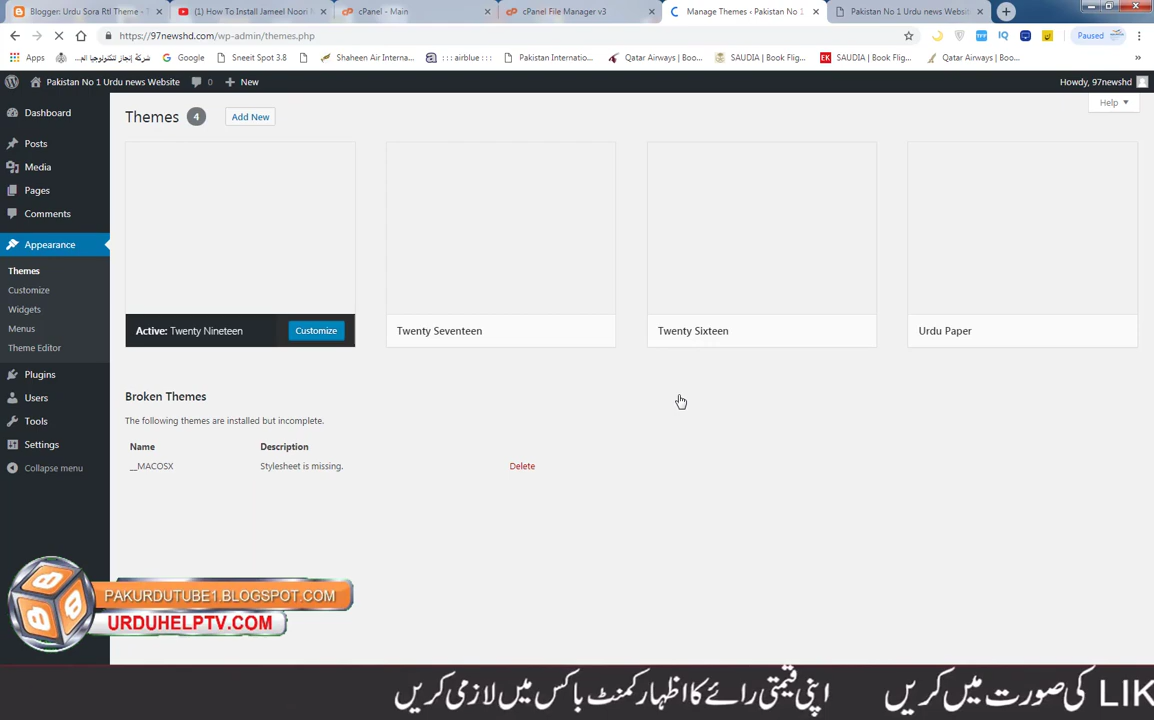 Blogger: Urdu Sora Rtl Theme - T
(1) How To Install Jameel Noori F
cPanel - Main
cPanel File Manager v3
Manage Themes ‹ Pakistan No 1
Pakistan No 1 Urdu news Websit
https://97newshd.com/wp-admin/themes.php
Paused
Apps
شركة إنجاز لتكنولوجيا الم...
Google
Sneeit Spot 3.8
Shaheen Air Interna...
::: airblue :::
Pakistan Internatio...
Qatar Airways | Boo...
SAUDIA | Book Flig...
SAUDIA | Book Flig...
Qatar Airways | Boo...
»
Pakistan No 1 Urdu news Website
0
New
Howdy, 97newshd
Help
Dashboard
Posts
Media
Pages
Comments
Appearance
Themes
Customize
Widgets
Menus
Theme Editor
Plugins
Users
Tools
Settings
Collapse menu
Themes 4 Add New
Active: Twenty Nineteen
Customize
Twenty Seventeen
Twenty Sixteen
Urdu Paper
Broken Themes
The following themes are installed but incomplete.
Name Description
__MACOSX Stylesheet is missing. Delete
PAKURDUTUBE1.BLOGSPOT.COM
URDUHELPTV.COM
LIK کی صورت میں کریں اپنی قیمتی رائے کا اظہار کمنٹ باکس میں لازمی کریں